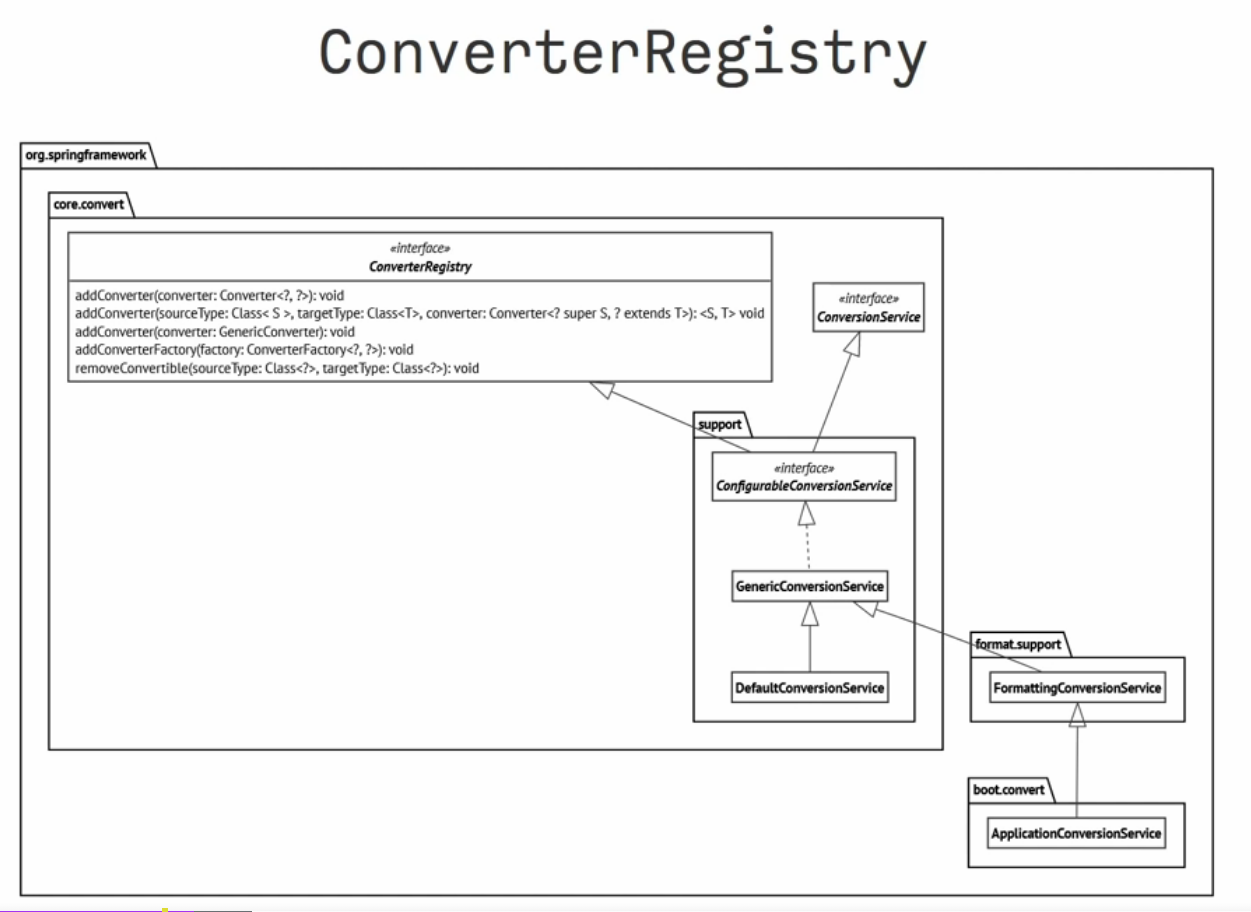 ConverterRegistry
org.springframework
core.convert
«interface»
ConverterRegistry
addConverter(converter: Converter<?, ?>): void
addConverter(sourceType: Class< S >, targetType: Class<T>, converter: Converter<? super S, ? extends T>): <S, T> void
addConverter(converter: GenericConverter): void
addConverterFactory(factory: ConverterFactory<?, ?>): void
removeConvertible(sourceType: Class<?>, targetType: Class<?>): void
«interface»
ConversionService
support
«interface»
ConfigurableConversionService
GenericConversionService
DefaultConversionService
format.support
FormattingConversionService
boot.convert
ApplicationConversionService